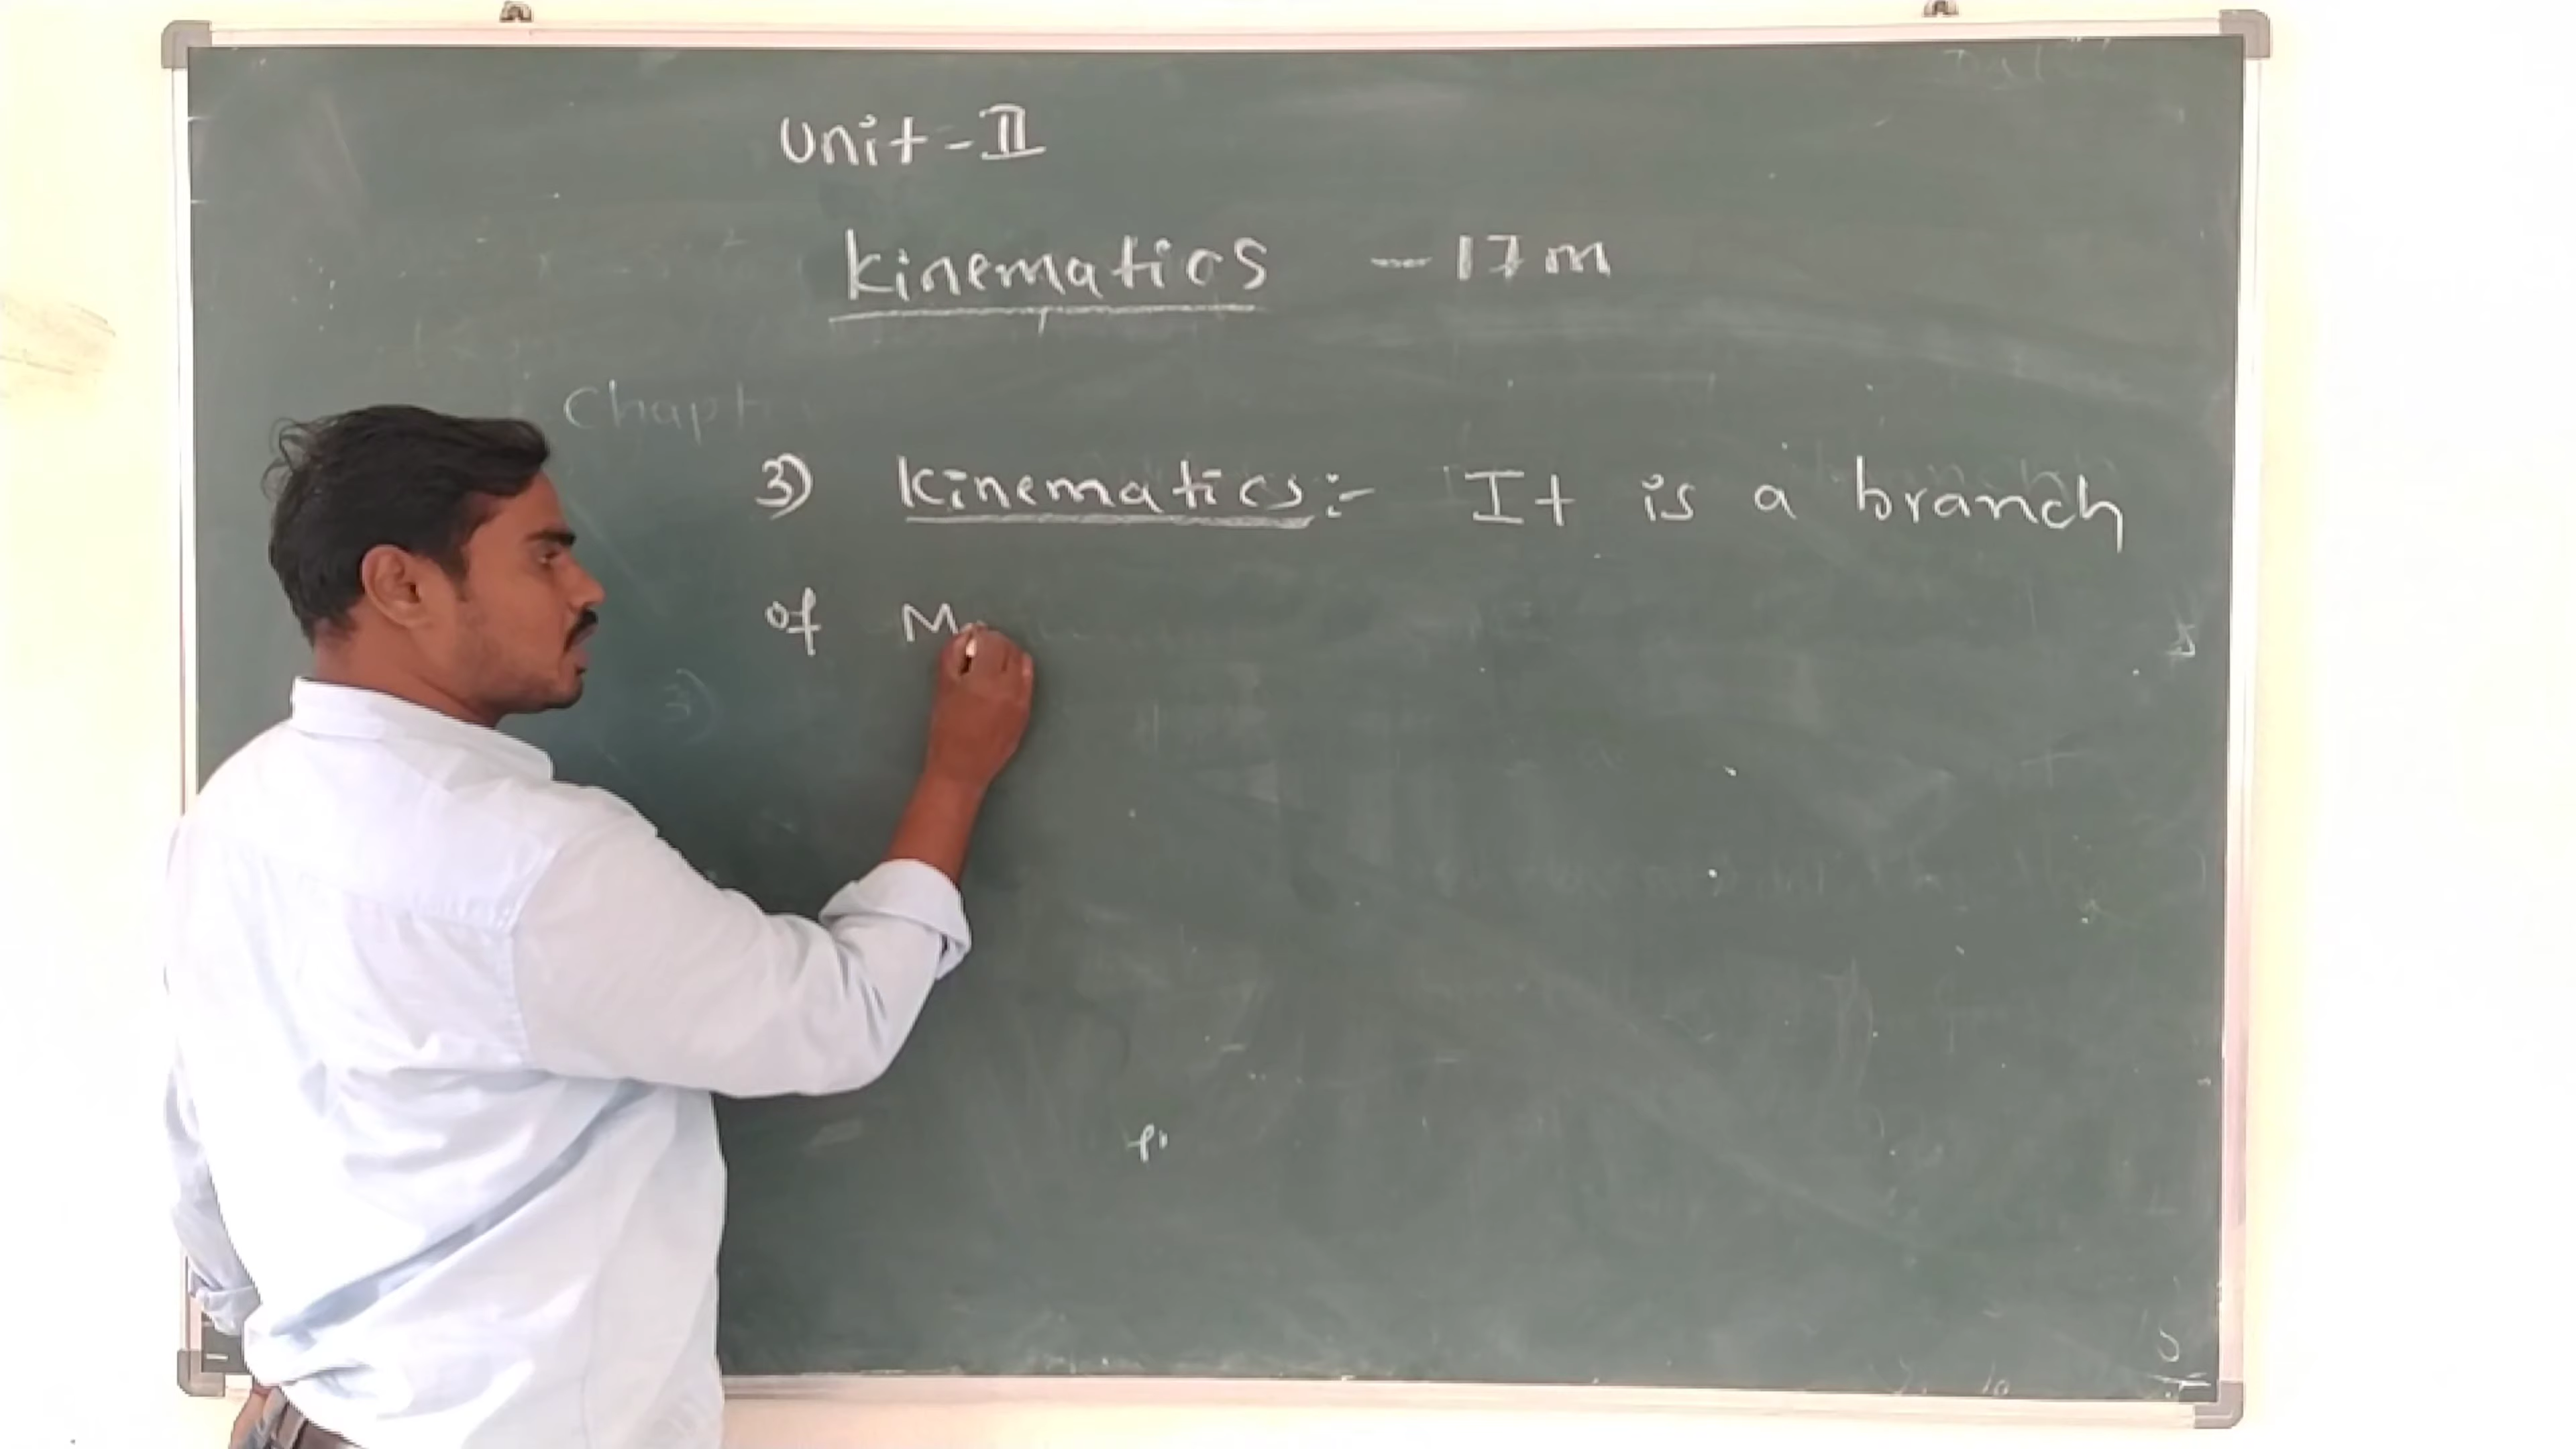 Unit - II
Kinematics - 17m
Chapt
3) Kinematics :- It is a branch
of